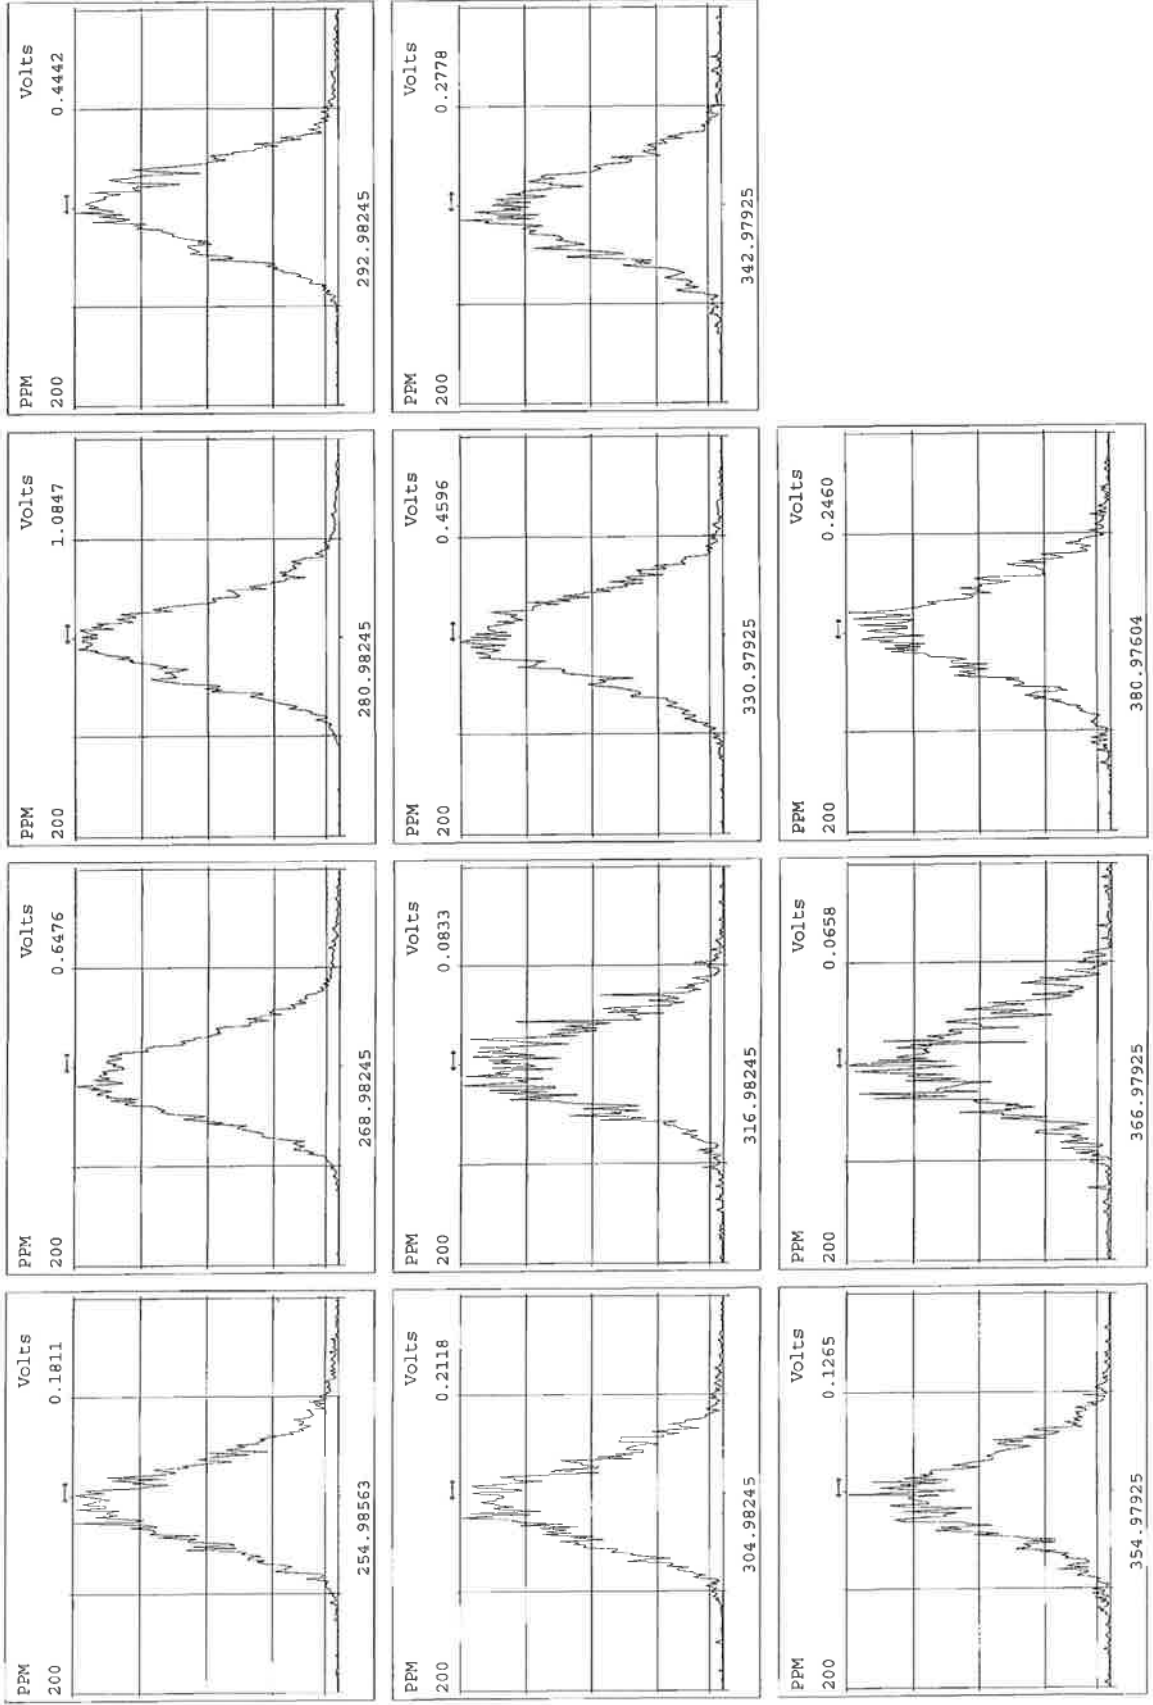 PPM Volts
200 0.1811
254.98563
PPM Volts
200 0.6476
268.98245
PPM Volts
200 1.0847
280.98245
PPM Volts
200 0.4442
292.98245
PPM Volts
200 0.2118
304.98245
PPM Volts
200 0.0833
316.98245
PPM Volts
200 0.4596
330.97925
PPM Volts
200 0.2778
342.97925
PPM Volts
200 0.1265
354.97925
PPM Volts
200 0.0658
366.97925
PPM Volts
200 0.2460
380.97604